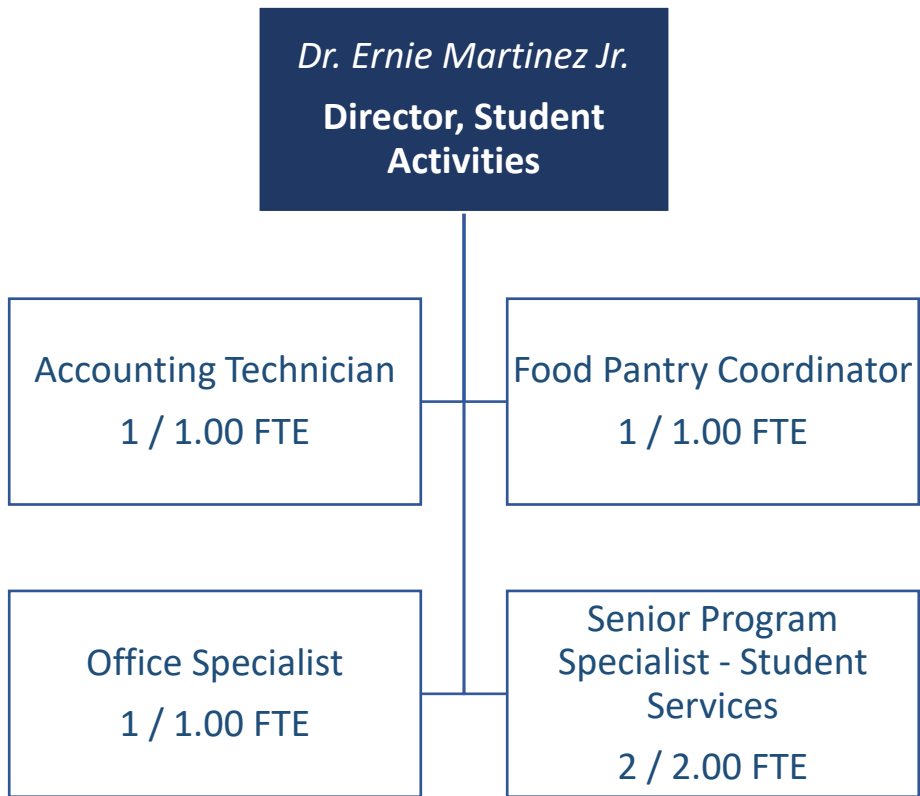 Dr. Ernie Martinez Jr.
Director, Student
Activities
Accounting Technician
1 / 1.00 FTE
Food Pantry Coordinator
1 / 1.00 FTE
Office Specialist
1 / 1.00 FTE
Senior Program
Specialist - Student
Services
2 / 2.00 FTE